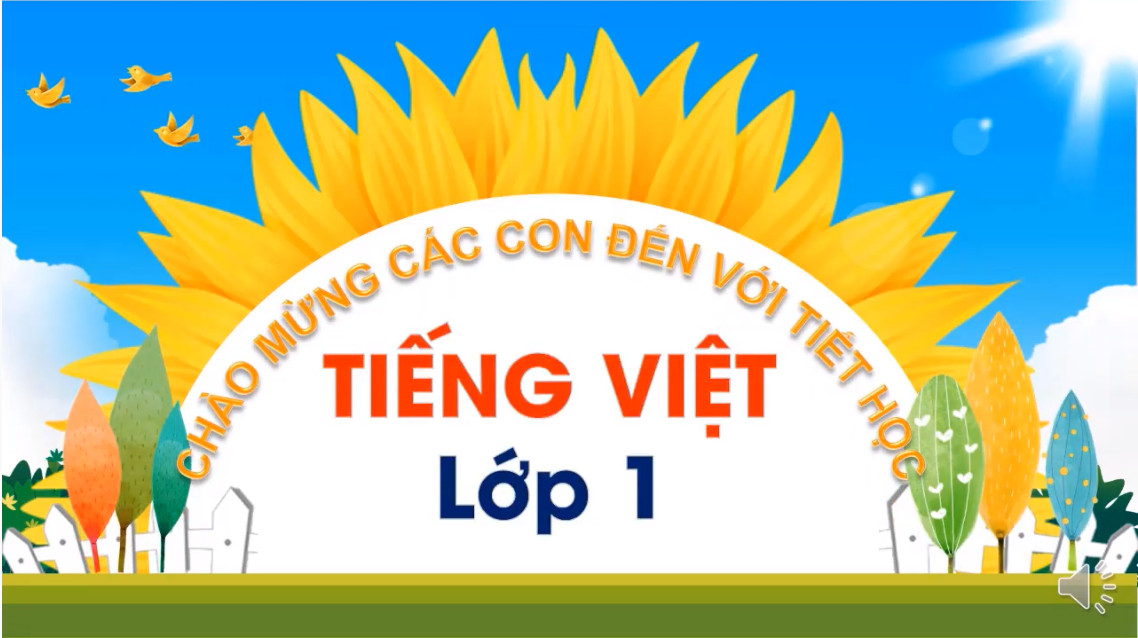 CHÀO MỪNG CÁC CON ĐẾN VỚI TIẾT HỌC
TIẾNG VIỆT
Lớp 1